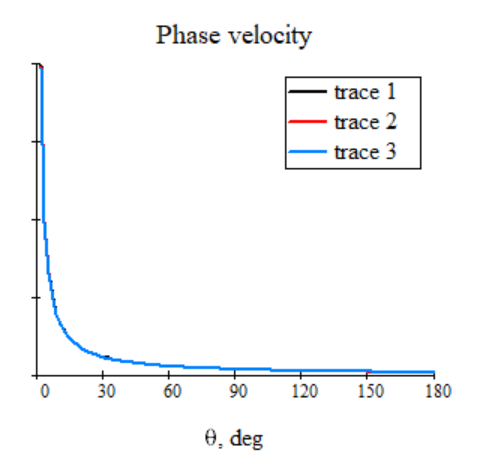 Phase velocity
trace 1
trace 2
trace 3
0 30 60 90 120 150 180
θ, deg